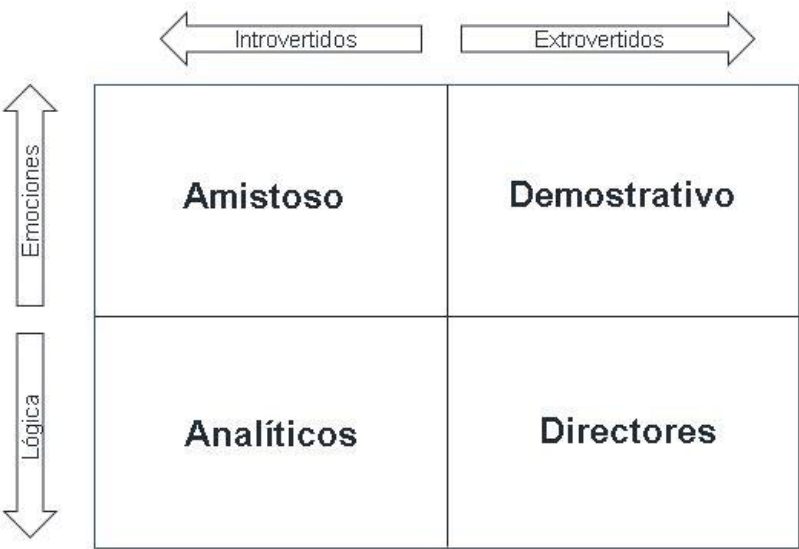 Introvertidos
Extrovertidos
Emociones
Amistoso
Demostrativo
Lógica
Analíticos
Directores